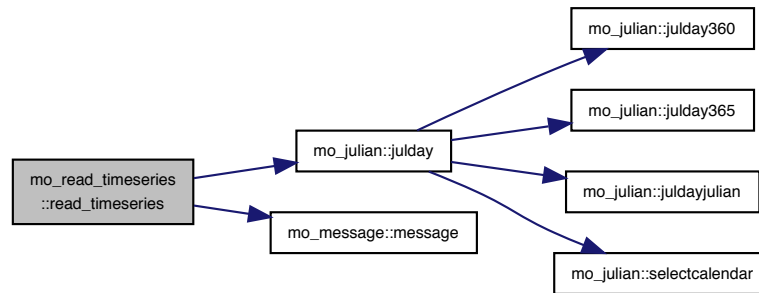 mo_read_timeseries
::read_timeseries
mo_julian::julday
mo_message::message
mo_julian::julday360
mo_julian::julday365
mo_julian::juldayjulian
mo_julian::selectcalendar